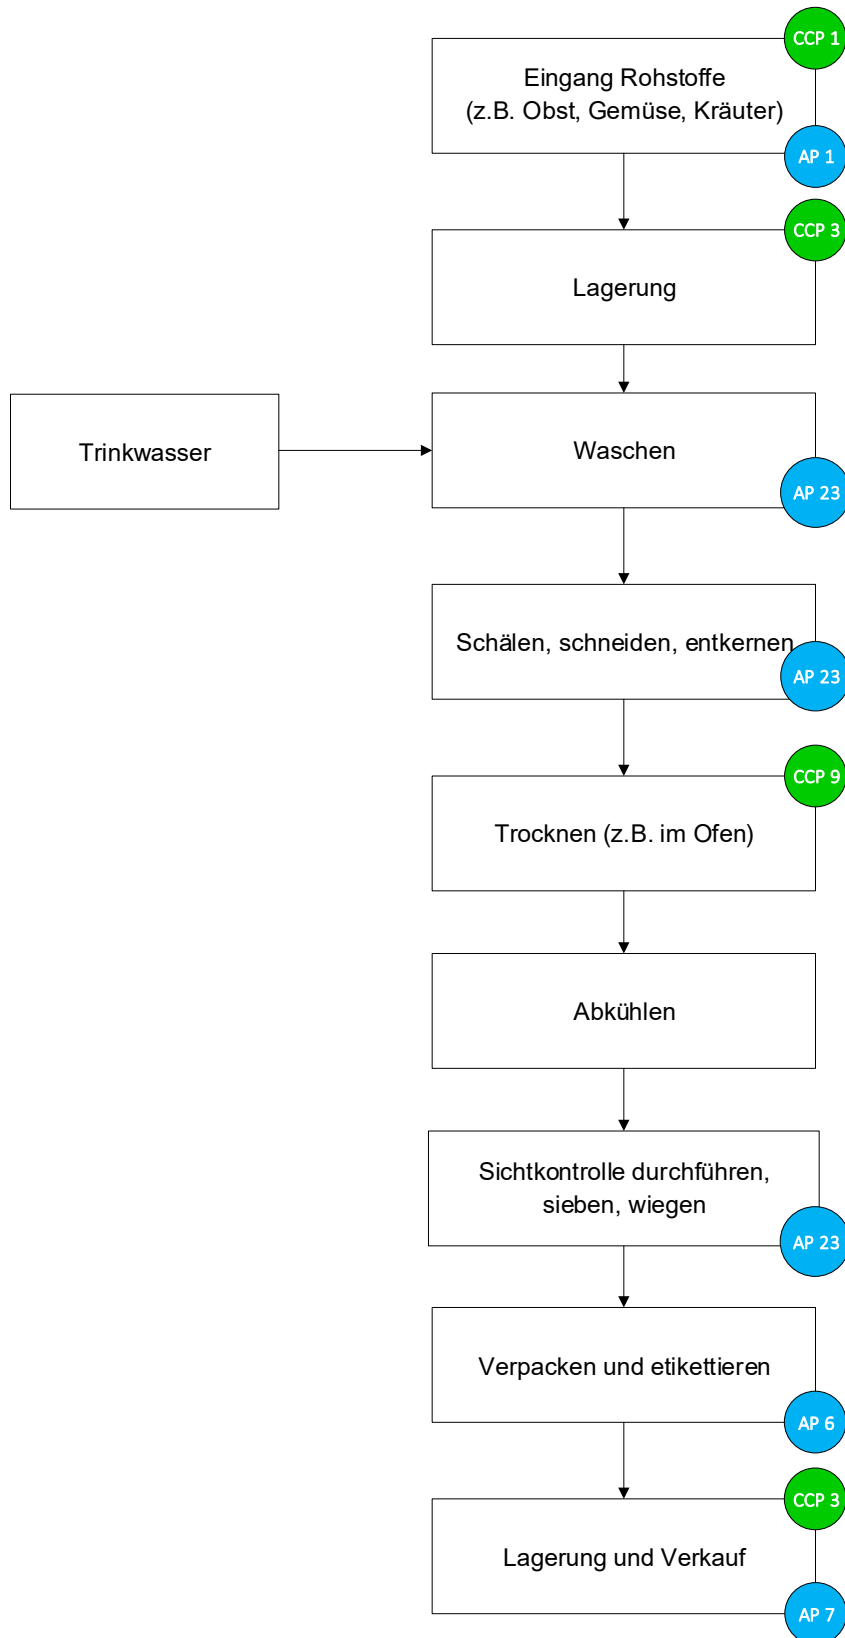 CCP 1
Eingang Rohstoffe
(z.B. Obst, Gemüse, Kräuter)
AP 1
CCP 3
Lagerung
Trinkwasser
Waschen
AP 23
Schälen, schneiden, entkernen
AP 23
CCP 9
Trocknen (z.B. im Ofen)
Abkühlen
Sichtkontrolle durchführen,
sieben, wiegen
AP 23
Verpacken und etikettieren
AP 6
CCP 3
Lagerung und Verkauf
AP 7